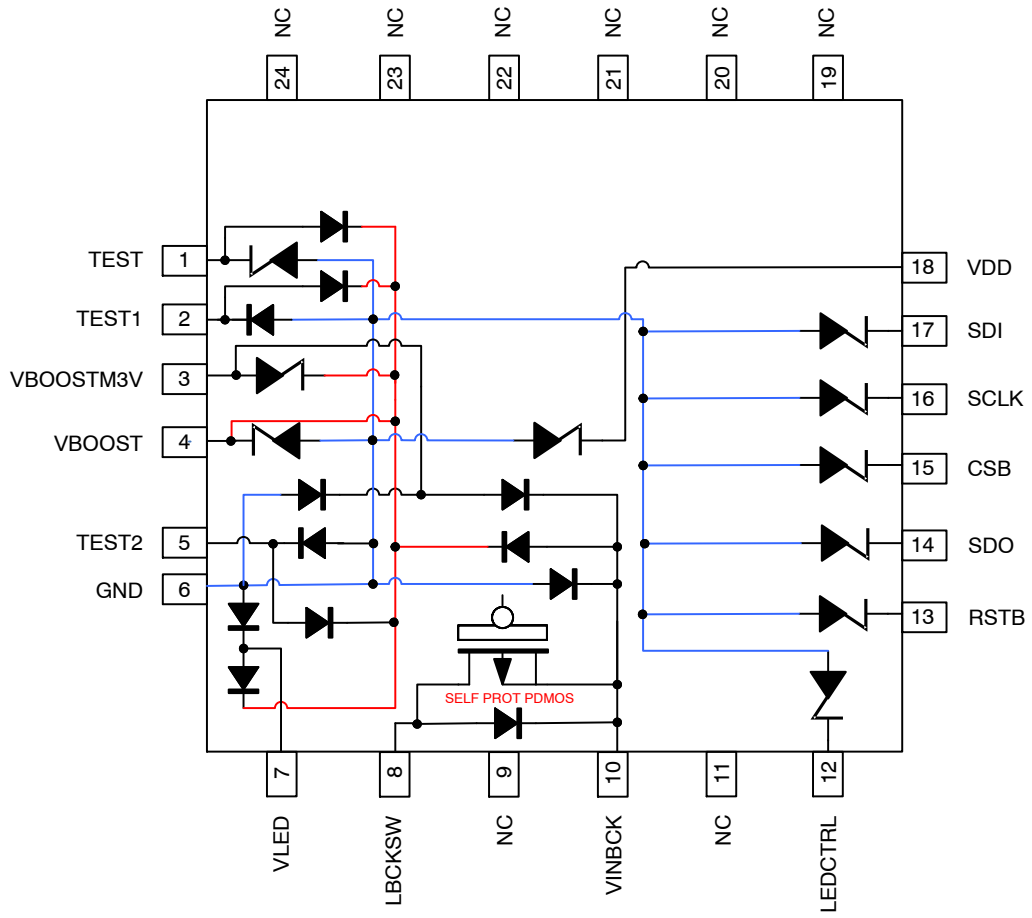 NC
NC
NC
NC
NC
NC
24
23
22
21
20
19
TEST
1
TEST1
2
VBOOSTM3V
3
VBOOST
4
TEST2
5
GND
6
18
VDD
17
SDI
16
SCLK
15
CSB
14
SDO
13
RSTB
SELF PROT PDMOS
7
8
9
10
11
12
VLED
LBCKSW
NC
VINBCK
NC
LEDCTRL